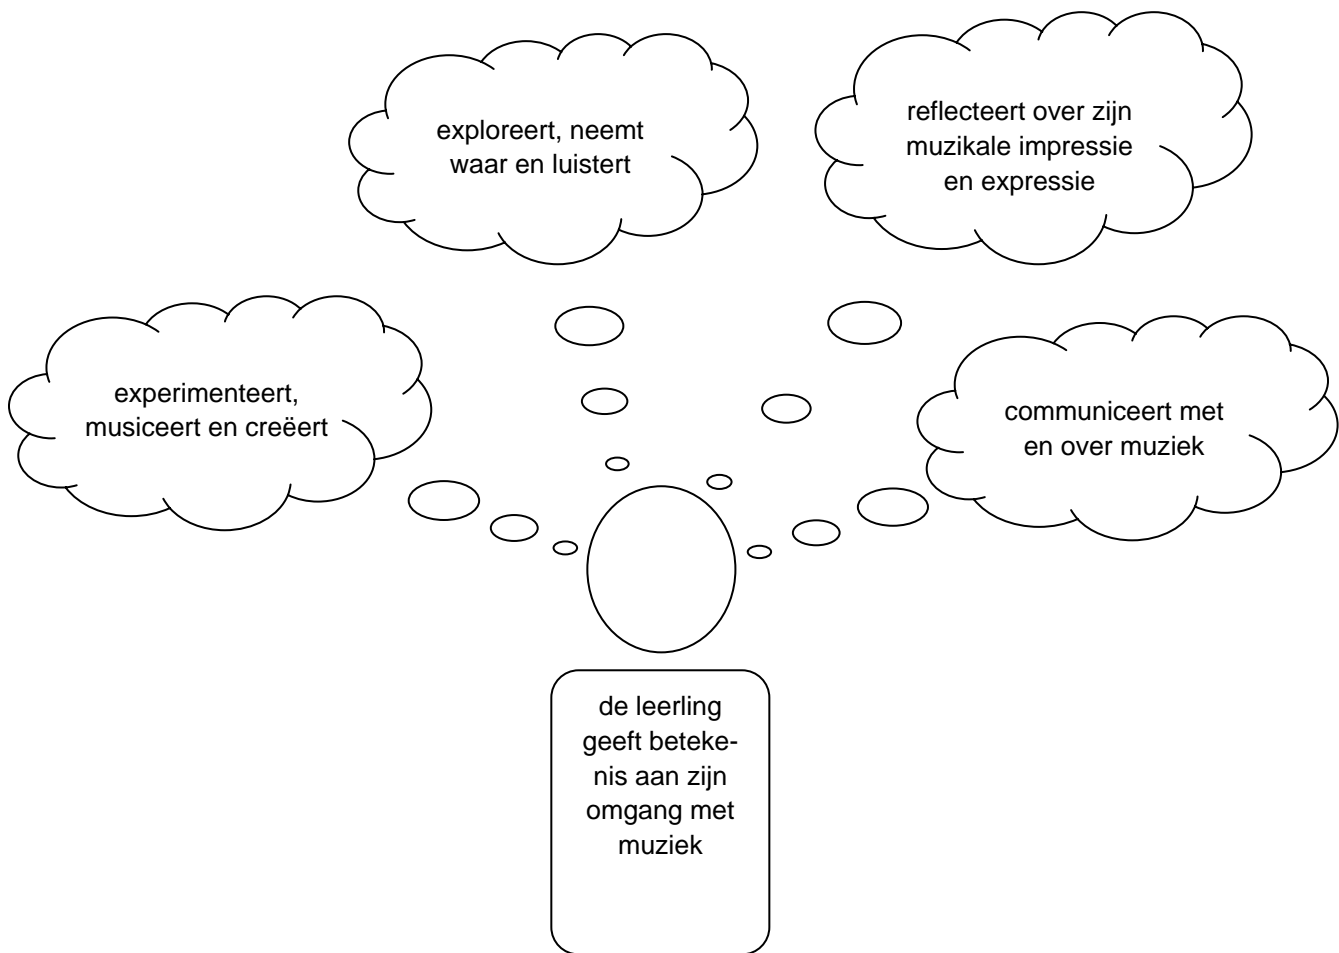 exploreert, neemt
waar en luistert
reflecteert over zijn
muzikale impressie
en expressie
experimenteert,
musiceert en creëert
communiceert met
en over muziek
de leerling
geeft beteke-
nis aan zijn
omgang met
muziek